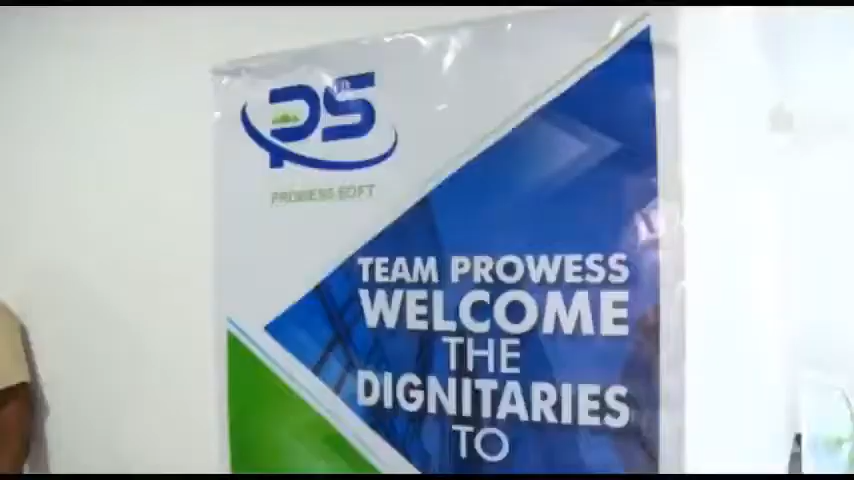 PS
PROWESS SOFT
TEAM PROWESS
WELCOME
THE
DIGNITARIES
TO